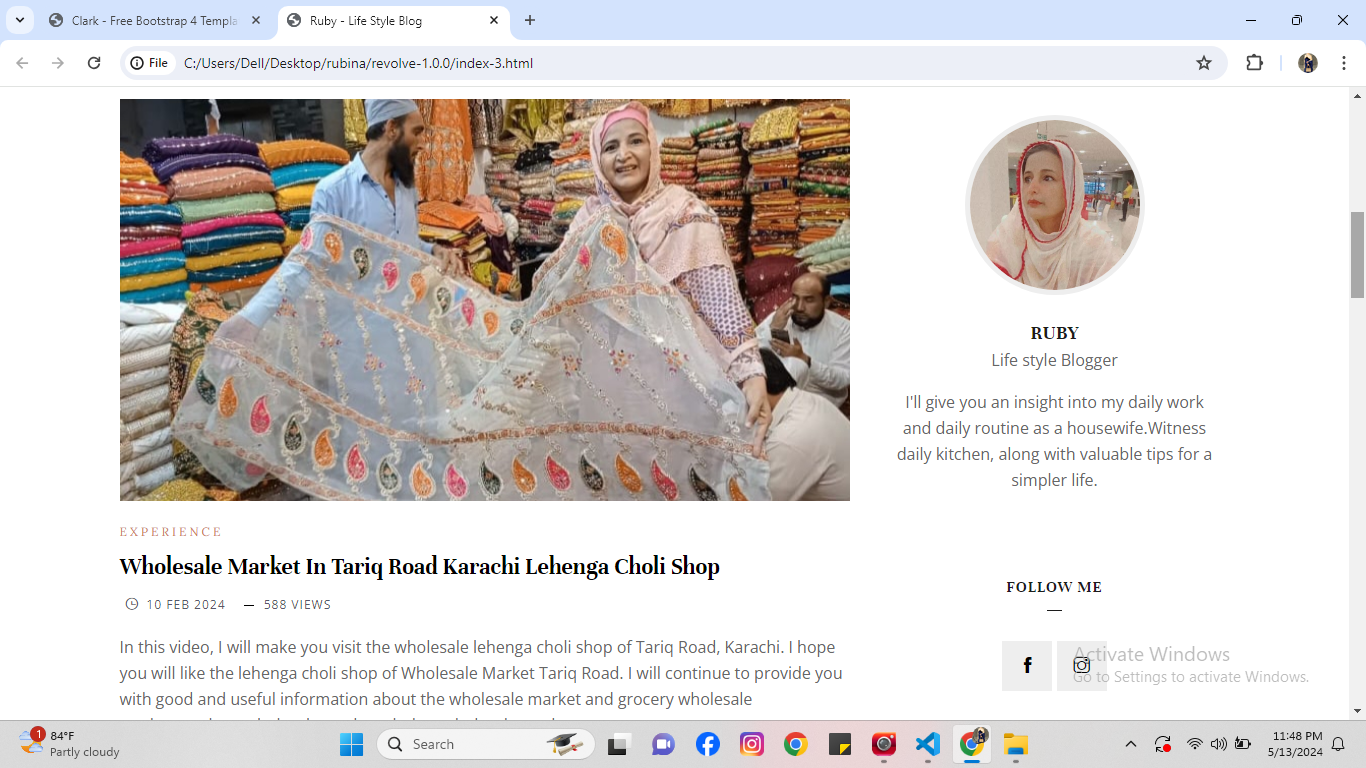 Clark - Free Bootstrap 4 Templa
Ruby - Life Style Blog
File
C:/Users/Dell/Desktop/rubina/revolve-1.0.0/index-3.html
RUBY
Life style Blogger
I'll give you an insight into my daily work
and daily routine as a housewife.Witness
daily kitchen, along with valuable tips for a
simpler life.
EXPERIENCE
Wholesale Market In Tariq Road Karachi Lehenga Choli Shop
10 FEB 2024 — 588 VIEWS
In this video, I will make you visit the wholesale lehenga choli shop of Tariq Road, Karachi. I hope
you will like the lehenga choli shop of Wholesale Market Tariq Road. I will continue to provide you
with good and useful information about the wholesale market and grocery wholesale
FOLLOW ME
Activate Windows
Go to Settings to activate Windows.
1
84°F
Partly cloudy
Search
11:48 PM
5/13/2024